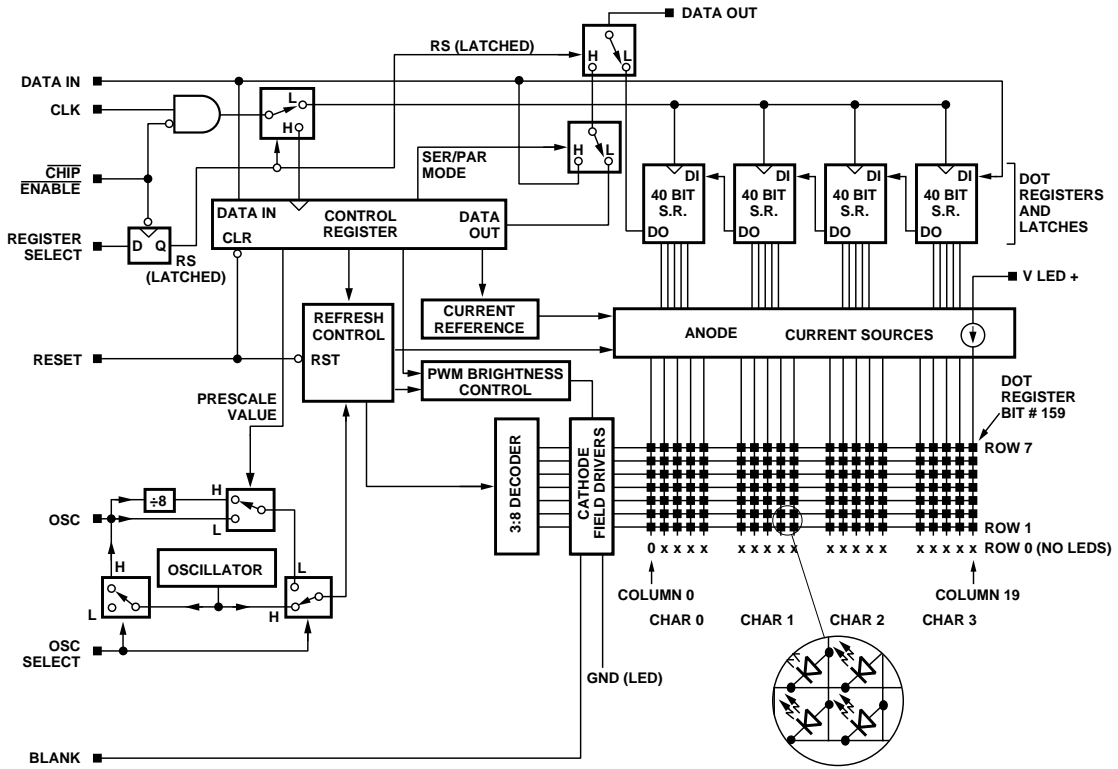 DATA OUT
RS (LATCHED)
H
L
DATA IN
CLK
L
H
H
L
CHIP
ENABLE
SER/PAR
MODE
DI
40 BIT
S.R.
DO
DI
40 BIT
S.R.
DO
DI
40 BIT
S.R.
DO
DI
40 BIT
S.R.
DO
DOT
REGISTERS
AND
LATCHES
DATA IN
CONTROL
REGISTER
DATA
OUT
CLR
REGISTER
SELECT
D Q
RS
(LATCHED)
V LED +
REFRESH
CONTROL
RST
CURRENT
REFERENCE
ANODE CURRENT SOURCES
RESET
PWM BRIGHTNESS
CONTROL
PRESCALE
VALUE
DOT
REGISTER
BIT # 159
3:8 DECODER
CATHODE
FIELD DRIVERS
ROW 7
ROW 1
0 x x x x x x x x x x x x x x x x x x x ROW 0 (NO LEDS)
÷8
H
L
OSC
OSCILLATOR
H
L
L
H
COLUMN 0
COLUMN 19
CHAR 0 CHAR 1 CHAR 2 CHAR 3
OSC
SELECT
GND (LED)
BLANK